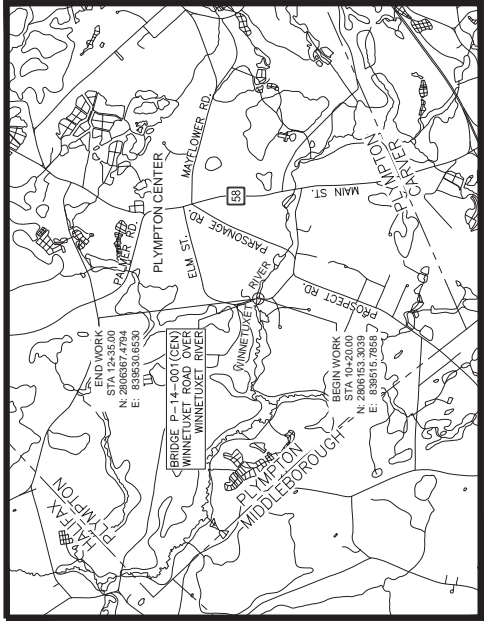 HALIFAX
PLYMPTON
END WORK
STA 12+35.00
N: 2806367.4794
E: 839530.6530
BRIDGE P-14-001 (CEN)
WINNETUXET ROAD OVER
WINNETUXET RIVER
PALMER RD.
PLYMPTON CENTER
MAYFLOWER RD.
ELM ST.
PARSONAGE RD.
58
MAIN ST.
PLYMPTON
CARVER
WINNETUXET
RIVER
PROSPECT RD.
BEGIN WORK
STA 10+20.00
N: 2806153.3039
E: 839515.7858
PLYMPTON
MIDDLEBOROUGH